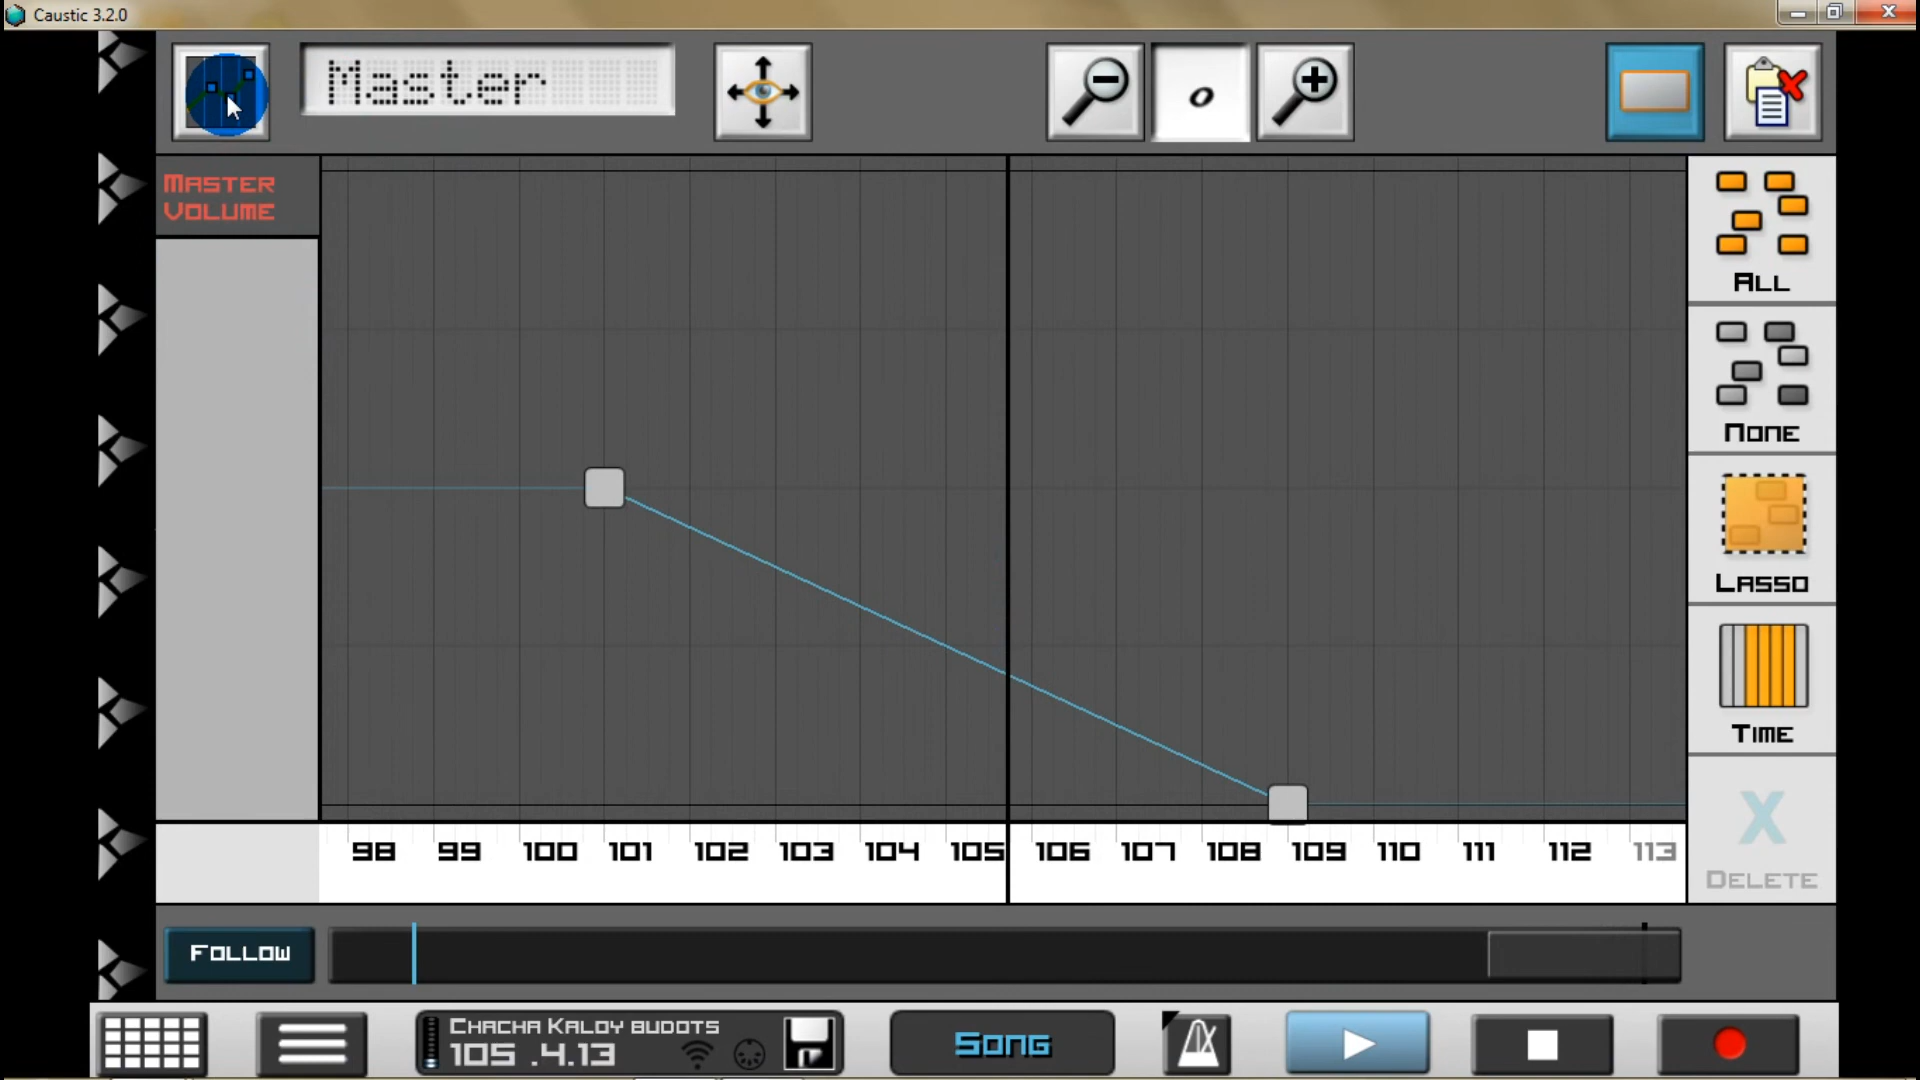 Caustic 3.2.0
Master
o
MASTER
VOLUME
ALL
NONE
LASSO
TIME
X
DELETE
98 99 100 101 102 103 104 105 106 107 108 109 110 111 112 113
FOLLOW
CHACHA KALOY BUDOTS
105 .4.13
SONG